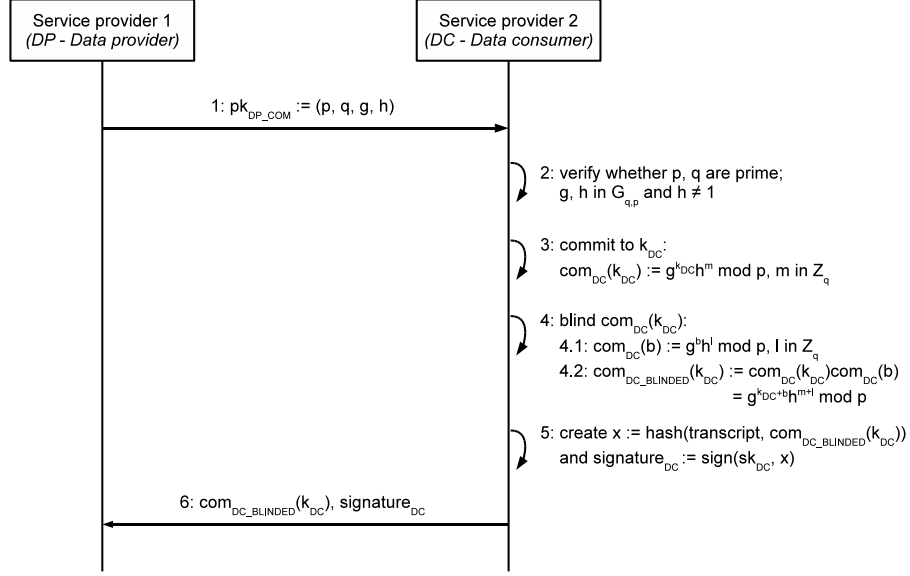 Service provider 1
(DP - Data provider)
Service provider 2
(DC - Data consumer)
1: pk_DP_COM := (p, q, g, h)
2: verify whether p, q are prime;
g, h in G_q,p and h ≠ 1
3: commit to k_DC:
com_DC(k_DC) := g^k_DC h^m mod p, m in Z_q
4: blind com_DC(k_DC):
4.1: com_DC(b) := g^b h^l mod p, l in Z_q
4.2: com_DC_BLINDED(k_DC) := com_DC(k_DC)com_DC(b)
= g^k_DC+b h^m+l mod p
5: create x := hash(transcript, com_DC_BLINDED(k_DC))
and signature_DC := sign(sk_DC, x)
6: com_DC_BLINDED(k_DC), signature_DC